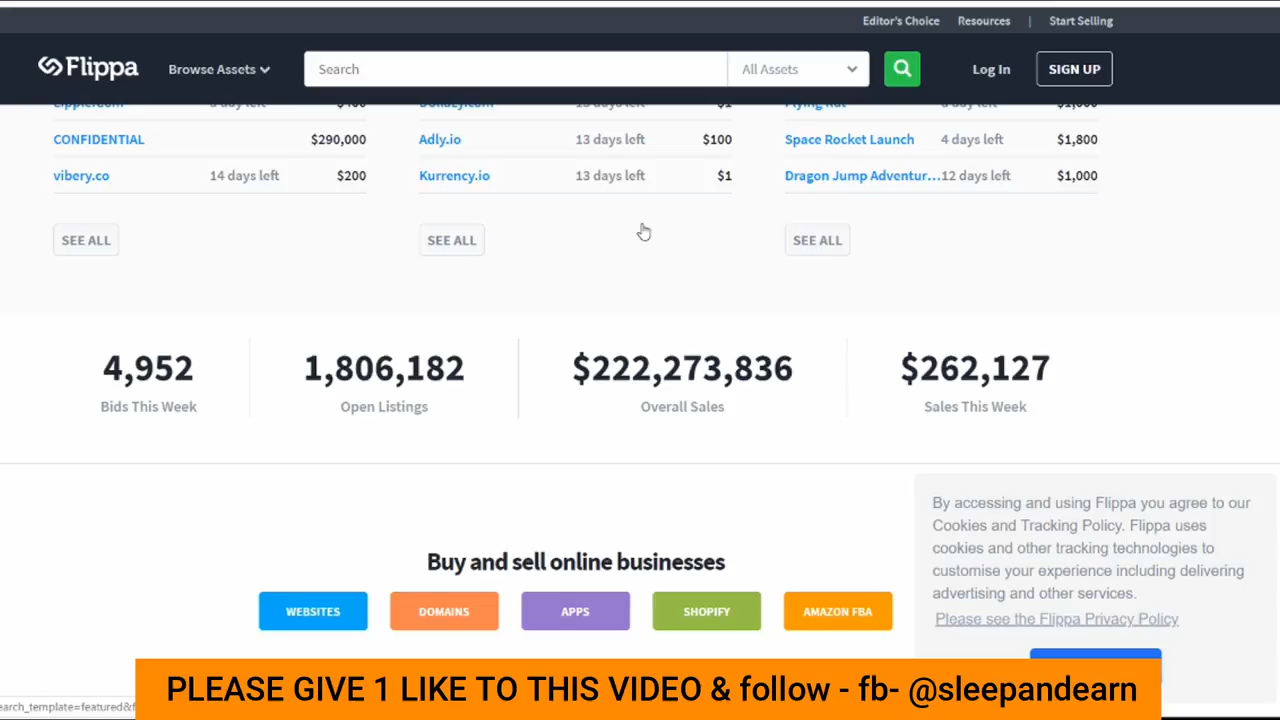 Editor's Choice Resources | Start Selling
Flippa Browse Assets Search All Assets Log In SIGN UP
CONFIDENTIAL $290,000 Adly.io 13 days left $100 Space Rocket Launch 4 days left $1,800
vibery.co 14 days left $200 Kurrency.io 13 days left $1 Dragon Jump Adventur... 12 days left $1,000
SEE ALL SEE ALL SEE ALL
4,952 1,806,182 $222,273,836 $262,127
Bids This Week Open Listings Overall Sales Sales This Week
By accessing and using Flippa you agree to our
Cookies and Tracking Policy. Flippa uses
cookies and other tracking technologies to
customise your experience including delivering
advertising and other services.
Please see the Flippa Privacy Policy
Buy and sell online businesses
WEBSITES DOMAINS APPS SHOPIFY AMAZON FBA
PLEASE GIVE 1 LIKE TO THIS VIDEO & follow - fb- @sleepandearn